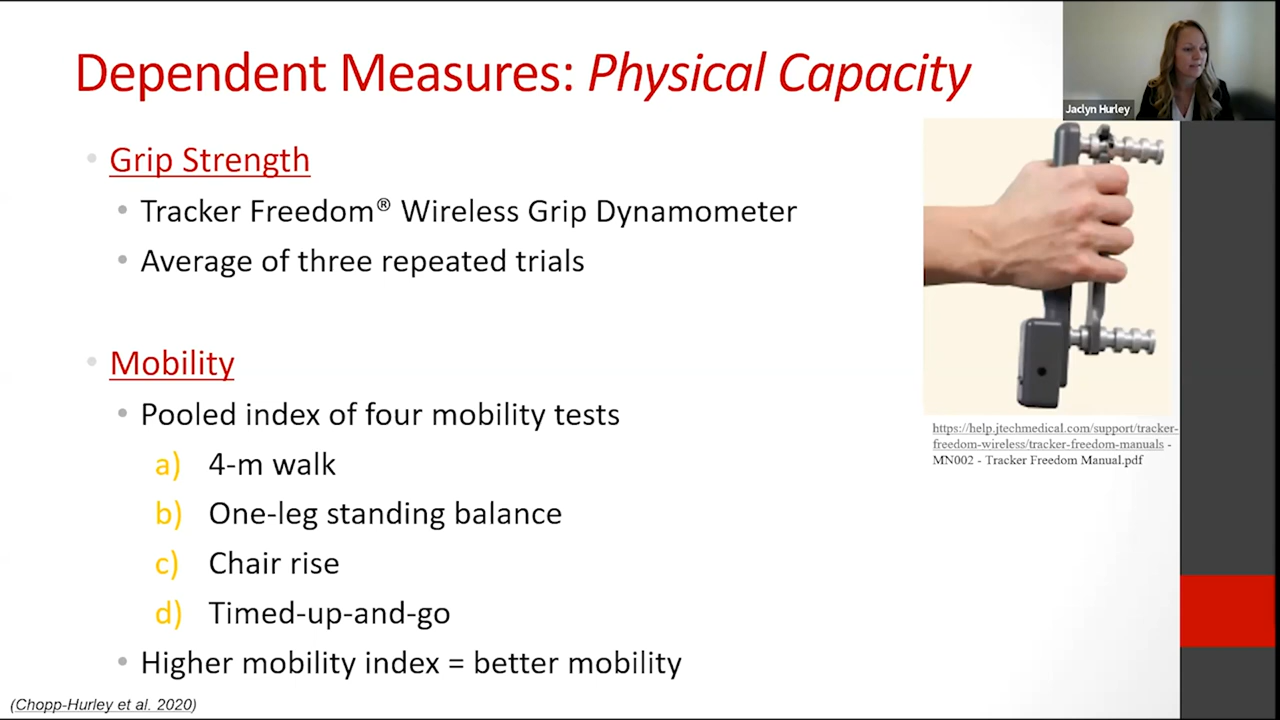 Dependent Measures: Physical Capacity
Jaclyn Hurley
Grip Strength
Tracker Freedom® Wireless Grip Dynamometer
Average of three repeated trials
Mobility
Pooled index of four mobility tests
a) 4-m walk
b) One-leg standing balance
c) Chair rise
d) Timed-up-and-go
Higher mobility index = better mobility
https://help.jtechmedical.com/support/tracker-
freedom-wireless/tracker-freedom-manuals -
MN002 - Tracker Freedom Manual.pdf
(Chopp-Hurley et al. 2020)